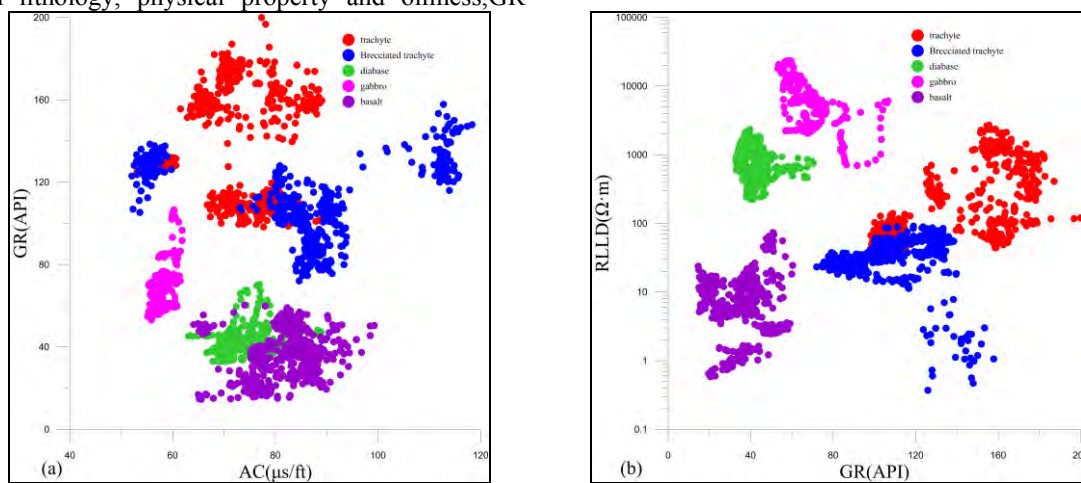 lithology, physical property and oiliness,GR
200
160
120
80
40
0
GR(API)
trachyte
Brecciated trachyte
diabase
gabbro
basalt
40 60 80 100 120
(a) AC(μs/ft)
100000
10000
1000
100
10
1
0.1
RLLD(Ω·m)
trachyte
Brecciated trachyte
diabase
gabbro
basalt
0 40 80 120 160 200
(b) GR(API)